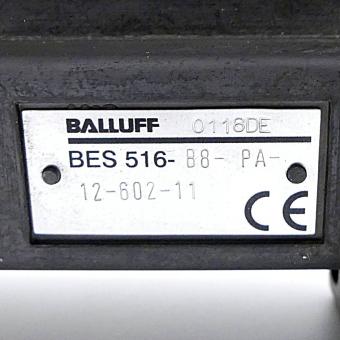 BALLUFF 0116DE
BES 516- B8- PA-
12-602-11
CE